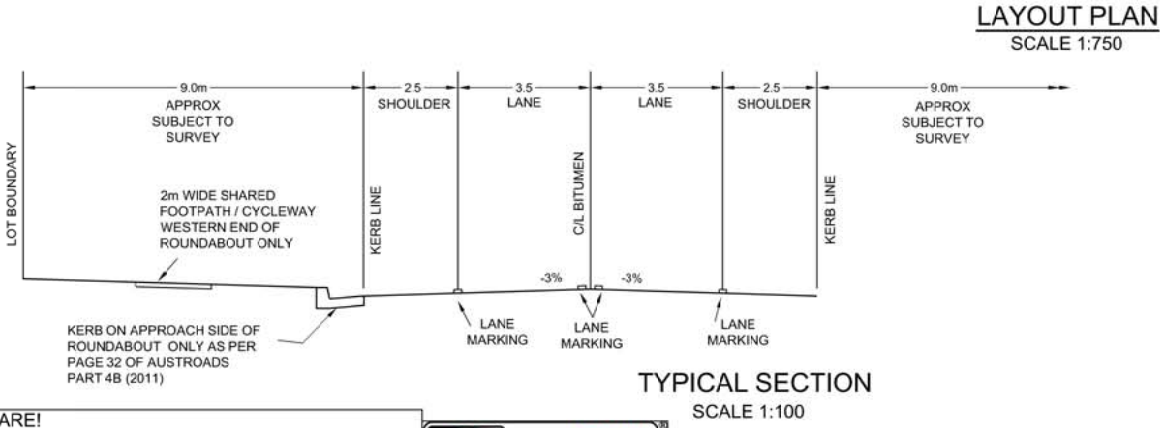 LAYOUT PLAN
SCALE 1:750
9.0m
APPROX
SUBJECT TO
SURVEY
2.5
SHOULDER
3.5
LANE
3.5
LANE
2.5
SHOULDER
9.0m
APPROX
SUBJECT TO
SURVEY
LOT BOUNDARY
2m WIDE SHARED
FOOTPATH / CYCLEWAY
WESTERN END OF
ROUNDABOUT ONLY
KERB LINE
C/L BITUMEN
KERB LINE
-3%
-3%
KERB ON APPROACH SIDE OF
ROUNDABOUT ONLY AS PER
PAGE 32 OF AUSTROADS
PART 4B (2011)
LANE
MARKING
LANE
MARKING
LANE
MARKING
TYPICAL SECTION
SCALE 1:100
ARE!